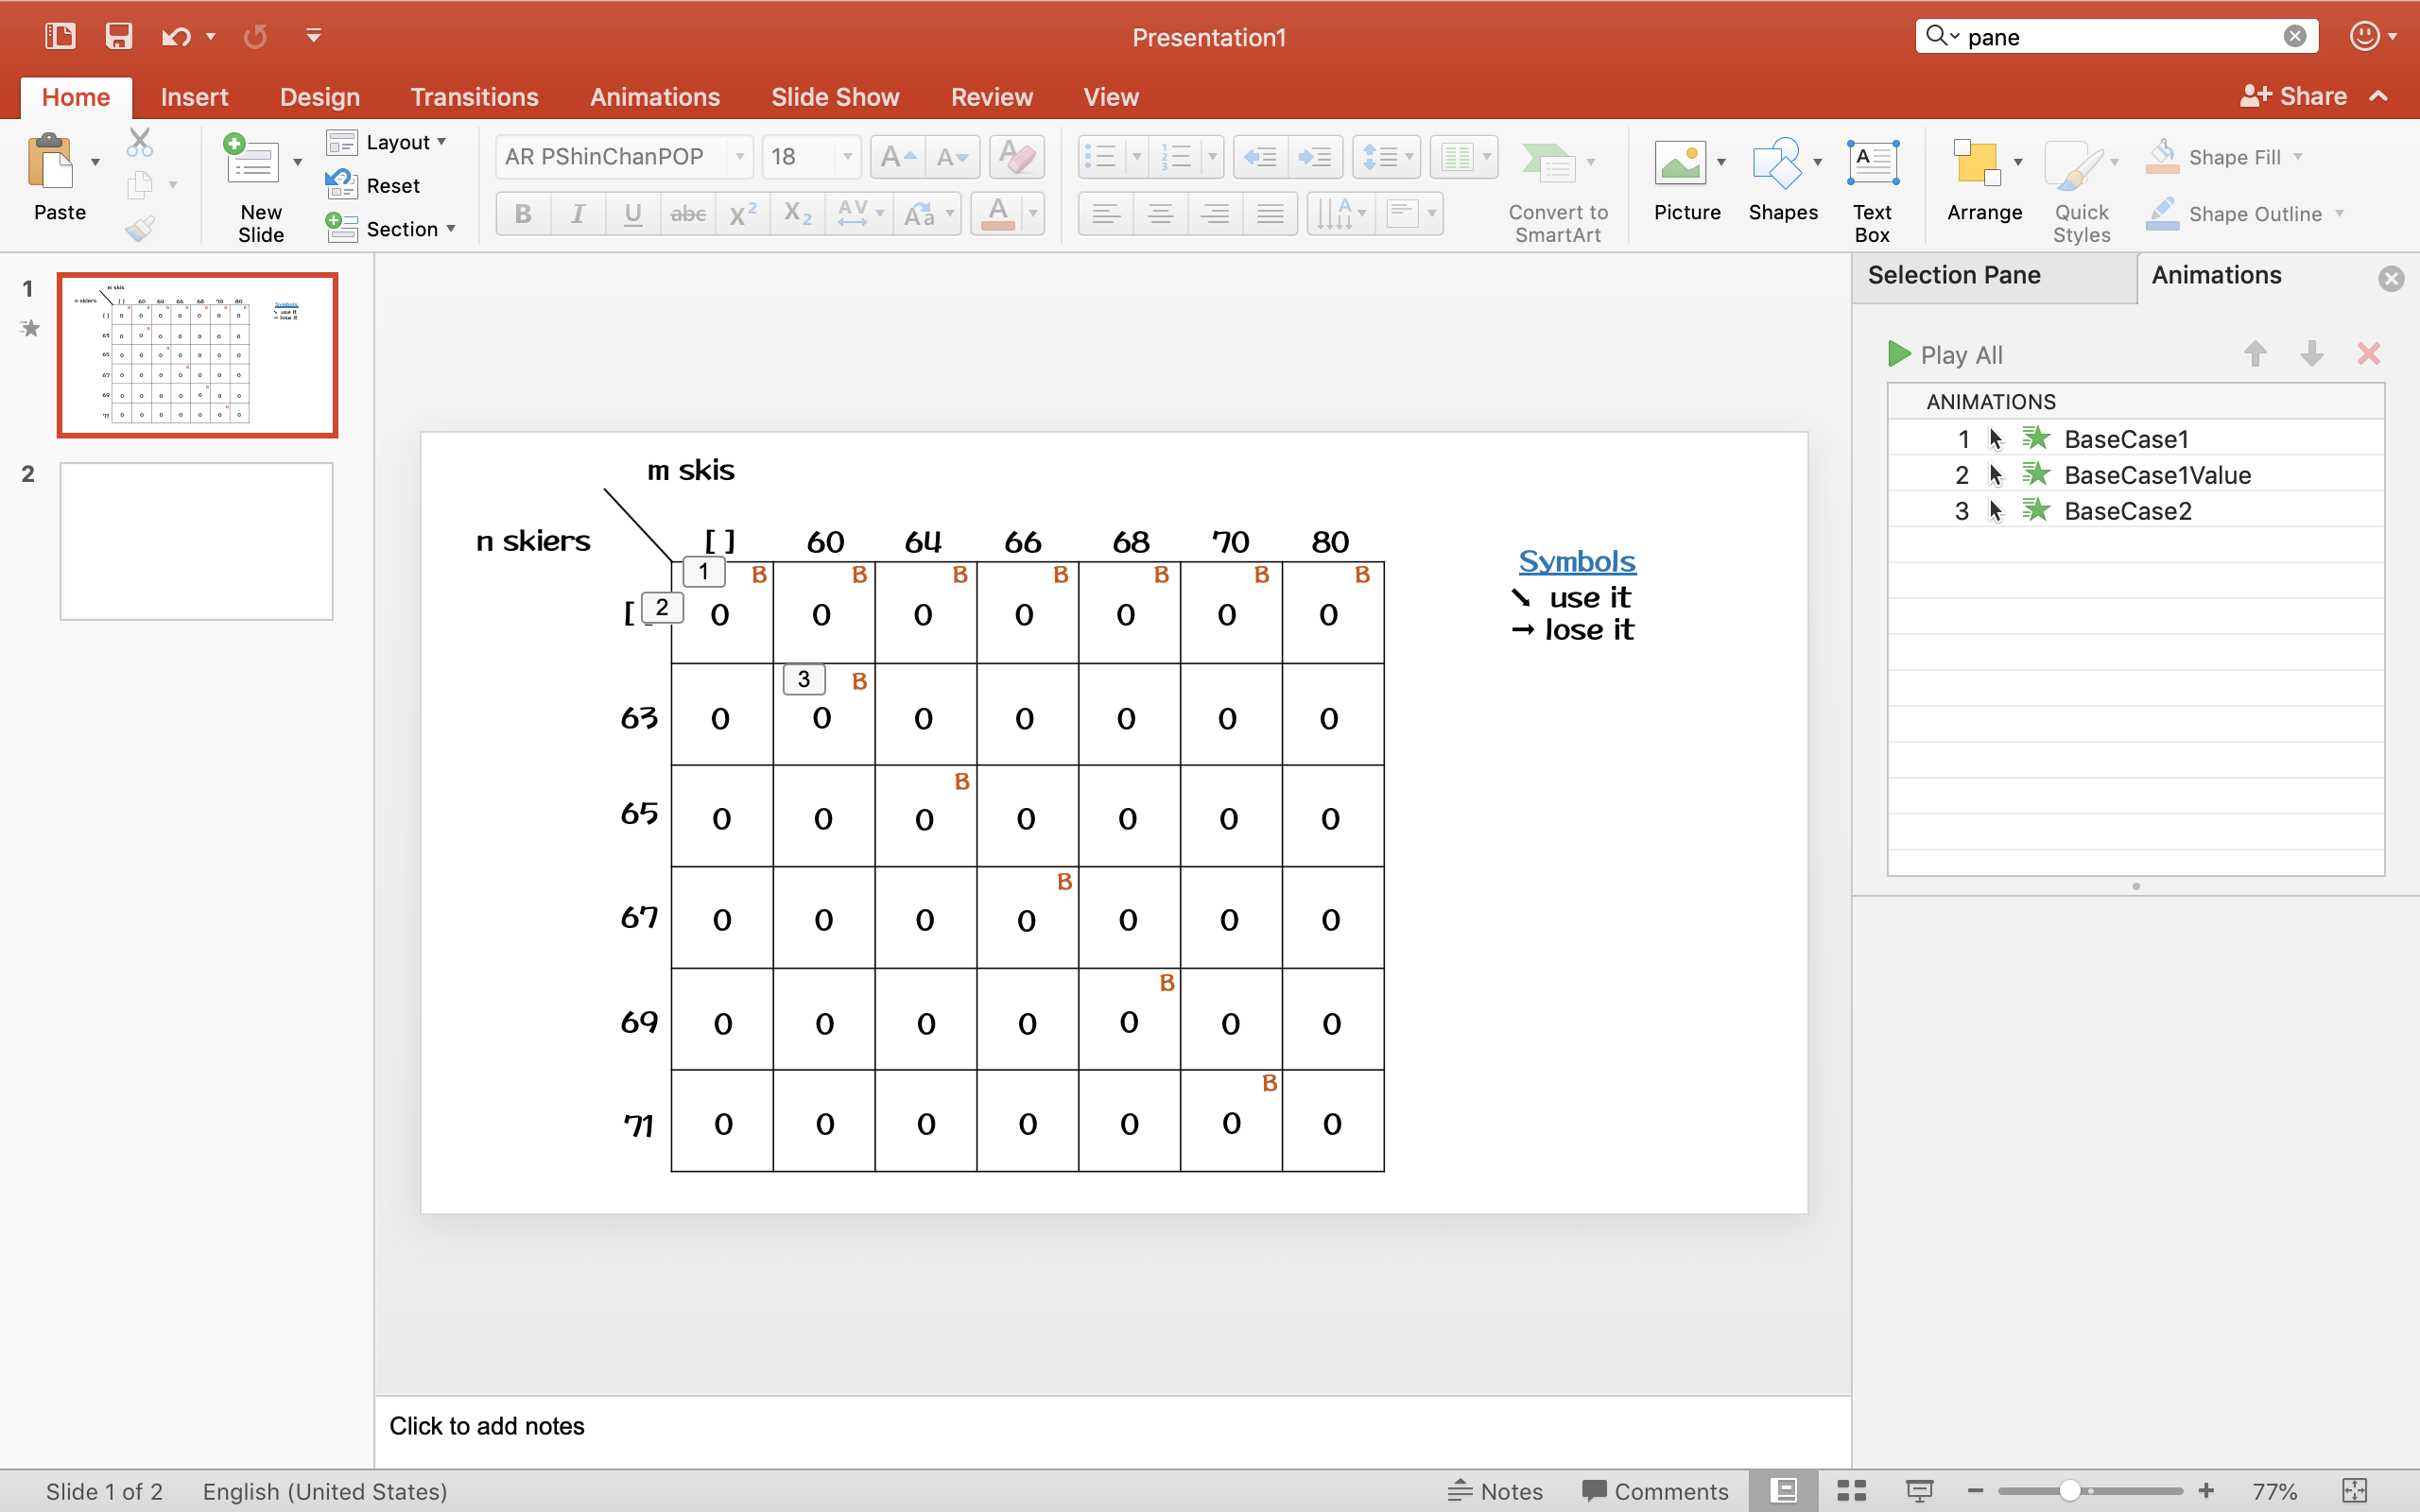 Presentation1
pane
Home Insert Design Transitions Animations Slide Show Review View Share
Paste
New Slide
Layout
Reset
Section
AR PShinChanPOP 18
Convert to SmartArt
Picture
Shapes
Text Box
Arrange
Quick Styles
Shape Fill
Shape Outline
1
2
m skis
n skiers
[ ] 60 64 66 68 70 80
1 B B B B B B B
[ 2 0 0 0 0 0 0 0
3 B
63 0 0 0 0 0 0 0
B
65 0 0 0 0 0 0 0
B
67 0 0 0 0 0 0 0
B
69 0 0 0 0 0 0 0
B
71 0 0 0 0 0 0 0
Symbols
↘ use it
→ lose it
Selection Pane Animations
Play All
ANIMATIONS
1 BaseCase1
2 BaseCase1Value
3 BaseCase2
Click to add notes
Slide 1 of 2 English (United States) Notes Comments 77%